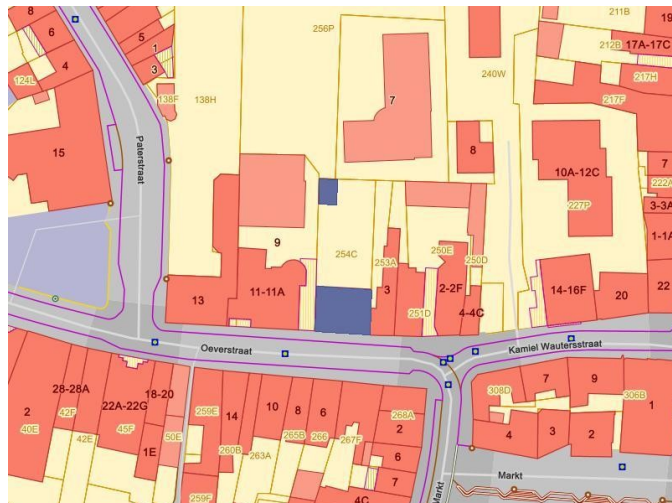 8
6
4
124L
5
1
3
138F
138H
256P
7
240W
8
211B
19
212B
17A-17C
217H
217F
15
Paterstraat
10A-12C
227P
7
222A
3-3A
1-1A
9
254C
253A
250E
250D
13
11-11A
3
251D
2-2F
4-4C
14-16F
20
22
Oeverstraat
Kamiel Wautersstraat
2
40E
28-28A
42F
42E
22A-22G
45F
18-20
1E
50E
259E
14
260B
259F
10
263A
8
265B
6
266
267F
268A
2
6
7
4C
Markt
308D
7
9
306B
1
4
3
2
Markt